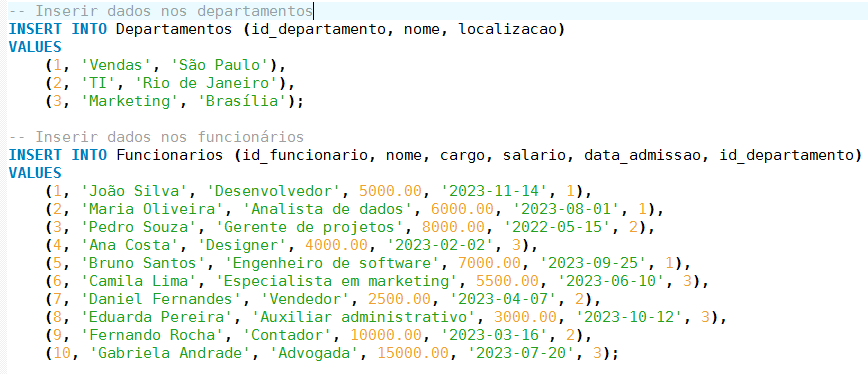 -- Inserir dados nos departamentos
INSERT INTO Departamentos (id_departamento, nome, localizacao)
VALUES
    (1, 'Vendas', 'São Paulo'),
    (2, 'TI', 'Rio de Janeiro'),
    (3, 'Marketing', 'Brasília');

-- Inserir dados nos funcionários
INSERT INTO Funcionarios (id_funcionario, nome, cargo, salario, data_admissao, id_departamento)
VALUES
    (1, 'João Silva', 'Desenvolvedor', 5000.00, '2023-11-14', 1),
    (2, 'Maria Oliveira', 'Analista de dados', 6000.00, '2023-08-01', 1),
    (3, 'Pedro Souza', 'Gerente de projetos', 8000.00, '2022-05-15', 2),
    (4, 'Ana Costa', 'Designer', 4000.00, '2023-02-02', 3),
    (5, 'Bruno Santos', 'Engenheiro de software', 7000.00, '2023-09-25', 1),
    (6, 'Camila Lima', 'Especialista em marketing', 5500.00, '2023-06-10', 3),
    (7, 'Daniel Fernandes', 'Vendedor', 2500.00, '2023-04-07', 2),
    (8, 'Eduarda Pereira', 'Auxiliar administrativo', 3000.00, '2023-10-12', 3),
    (9, 'Fernando Rocha', 'Contador', 10000.00, '2023-03-16', 2),
    (10, 'Gabriela Andrade', 'Advogada', 15000.00, '2023-07-20', 3);